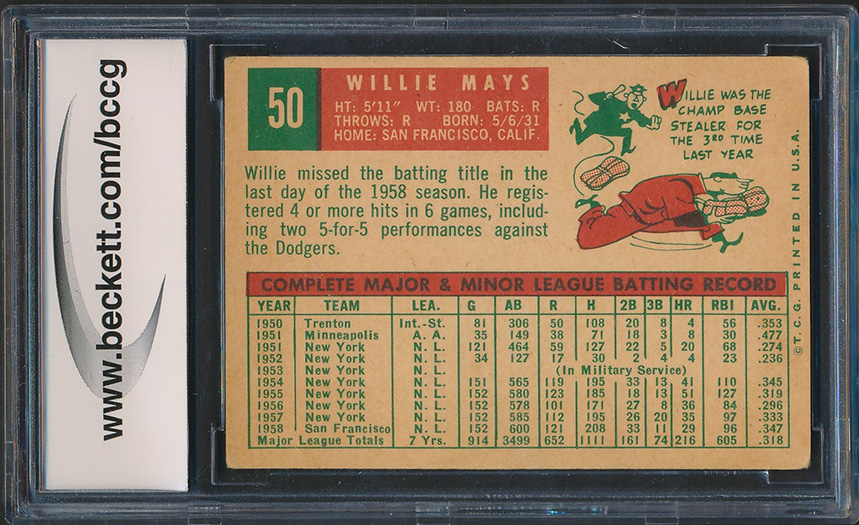 www.beckett.com/bccg
50
WILLIE MAYS
HT: 5'11" WT: 180 BATS: R
THROWS: R BORN: 5/6/31
HOME: SAN FRANCISCO, CALIF.
WILLIE WAS THE
CHAMP BASE
STEALER FOR
THE 3RD TIME
LAST YEAR
Willie missed the batting title in the
last day of the 1958 season. He regis-
tered 4 or more hits in 6 games, includ-
ing two 5-for-5 performances against
the Dodgers.
COMPLETE MAJOR & MINOR LEAGUE BATTING RECORD
YEAR TEAM LEA. G AB R H 2B 3B HR RBI AVG.
1950 Trenton Int.-St. 81 306 50 108 20 8 4 56 .353
1951 Minneapolis A. A. 35 149 38 71 18 3 8 30 .477
1951 New York N. L. 121 464 59 127 22 5 20 68 .274
1952 New York N. L. 34 127 17 30 2 4 4 23 .236
1953 New York N. L. (In Military Service)
1954 New York N. L. 151 565 119 195 33 13 41 110 .345
1955 New York N. L. 152 580 123 185 18 13 51 127 .319
1956 New York N. L. 152 578 101 171 27 8 36 84 .296
1957 New York N. L. 152 585 112 195 26 20 35 97 .333
1958 San Francisco N. L. 152 600 121 208 33 11 29 96 .347
Major League Totals 7 Yrs. 914 3499 652 1111 161 74 216 605 .318
©T.C.G. PRINTED IN U.S.A.